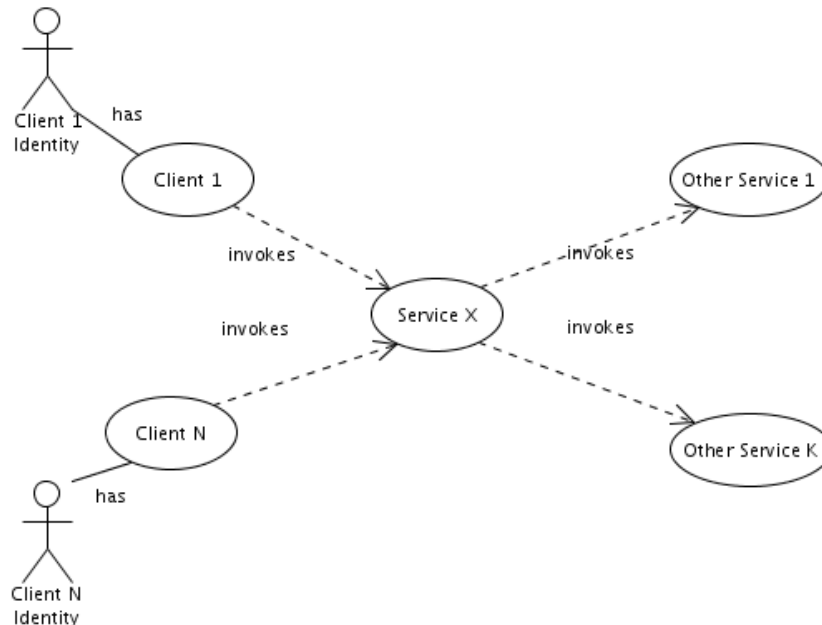 has
Client 1
Identity
Client 1
Other Service 1
invokes
invokes
Service X
invokes
invokes
Client N
Other Service K
has
Client N
Identity